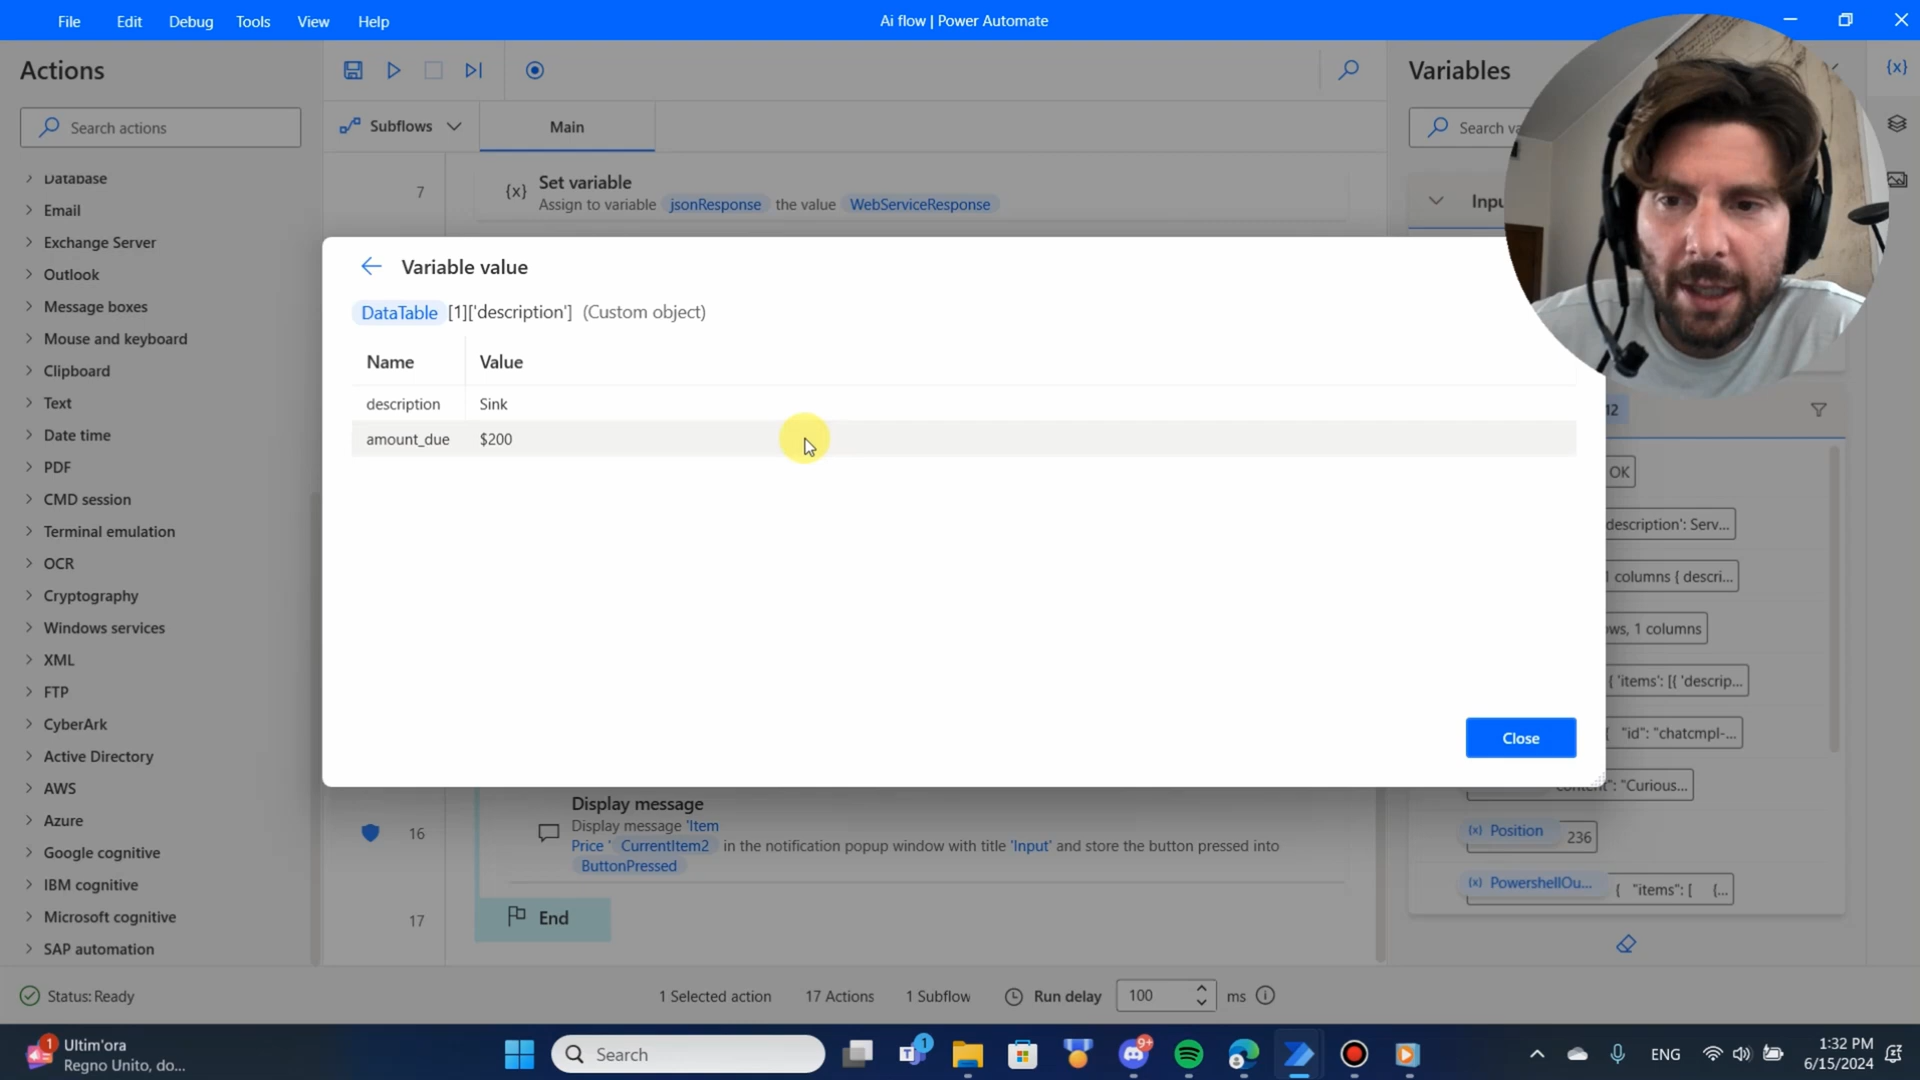 File Edit Debug Tools View Help
Ai flow | Power Automate
Actions
Search actions
Database
Email
Exchange Server
Outlook
Message boxes
Mouse and keyboard
Clipboard
Text
Date time
PDF
CMD session
Terminal emulation
OCR
Cryptography
Windows services
XML
FTP
CyberArk
Active Directory
AWS
Azure
Google cognitive
IBM cognitive
Microsoft cognitive
SAP automation
Subflows
Main
7
{x} Set variable
Assign to variable jsonResponse the value WebServiceResponse
Variable value
DataTable [1]['description'] (Custom object)
Name Value
description Sink
amount_due $200
Close
16
Display message
Display message 'Item
Price ' CurrentItem2 in the notification popup window with title 'Input' and store the button pressed into
ButtonPressed
17
End
Variables
{x}
Search
12
OK
description': Serv...
1 columns { descri...
1 columns
{ 'items': [{ 'descrip...
"id": "chatcmpl-...
"Curious...
(x) Position 236
(x) PowershellOu... { "items": [ {...
Status: Ready
1 Selected action 17 Actions 1 Subflow Run delay 100 ms
1
Ultim'ora
Regno Unito, do...
Search
1
9+
ENG
1:32 PM
6/15/2024